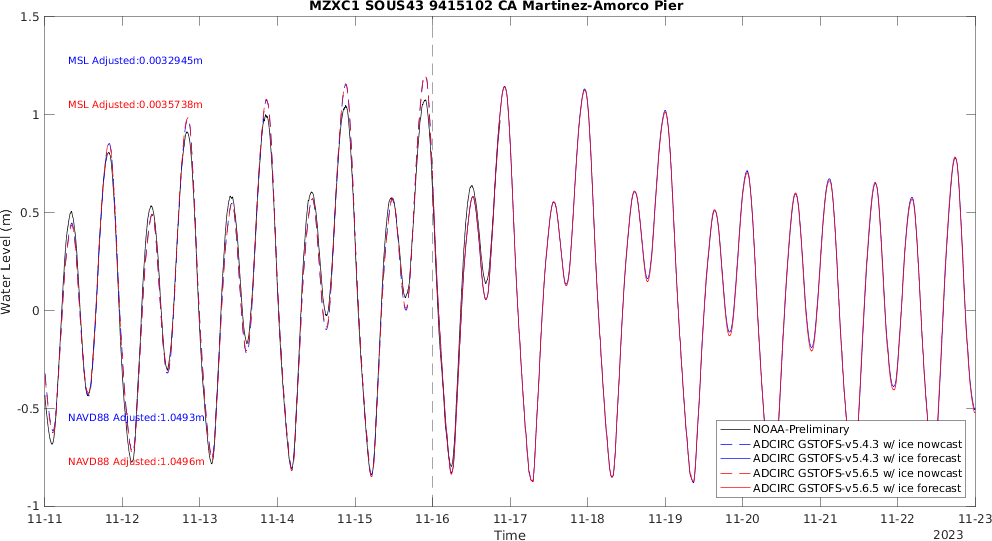 MZXC1 SOUS43 9415102 CA Martinez-Amorco Pier
1.5
1
0.5
0
-0.5
-1
Water Level (m)
MSL Adjusted:0.0032945m
MSL Adjusted:0.0035738m
NAVD88 Adjusted:1.0493m
NAVD88 Adjusted:1.0496m
NOAA-Preliminary
ADCIRC GSTOFS-v5.4.3 w/ ice nowcast
ADCIRC GSTOFS-v5.4.3 w/ ice forecast
ADCIRC GSTOFS-v5.6.5 w/ ice nowcast
ADCIRC GSTOFS-v5.6.5 w/ ice forecast
11-11 11-12 11-13 11-14 11-15 11-16 11-17 11-18 11-19 11-20 11-21 11-22 11-23
Time
2023